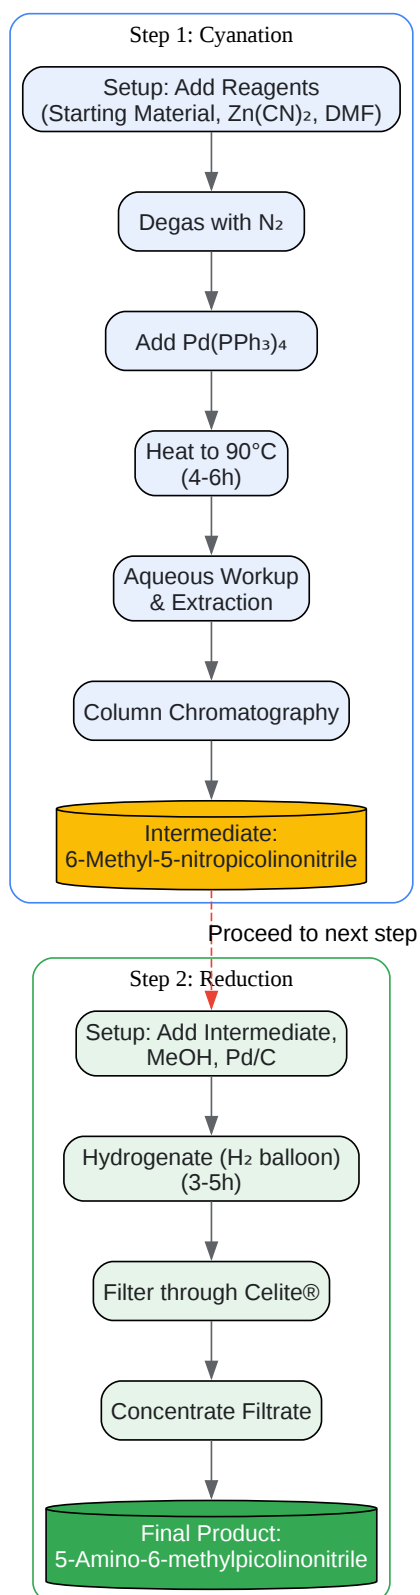 Step 1: Cyanation
Setup: Add Reagents
(Starting Material, Zn(CN)₂, DMF)
Degas with N₂
Add Pd(PPh₃)₄
Heat to 90°C
(4-6h)
Aqueous Workup
& Extraction
Column Chromatography
Intermediate:
6-Methyl-5-nitropicolinonitrile
Proceed to next step
Step 2: Reduction
Setup: Add Intermediate,
MeOH, Pd/C
Hydrogenate (H₂ balloon)
(3-5h)
Filter through Celite®
Concentrate Filtrate
Final Product:
5-Amino-6-methylpicolinonitrile